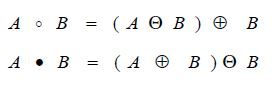 A ∘ B = ( A Θ B ) ⊕ B
A • B = ( A ⊕ B ) Θ B